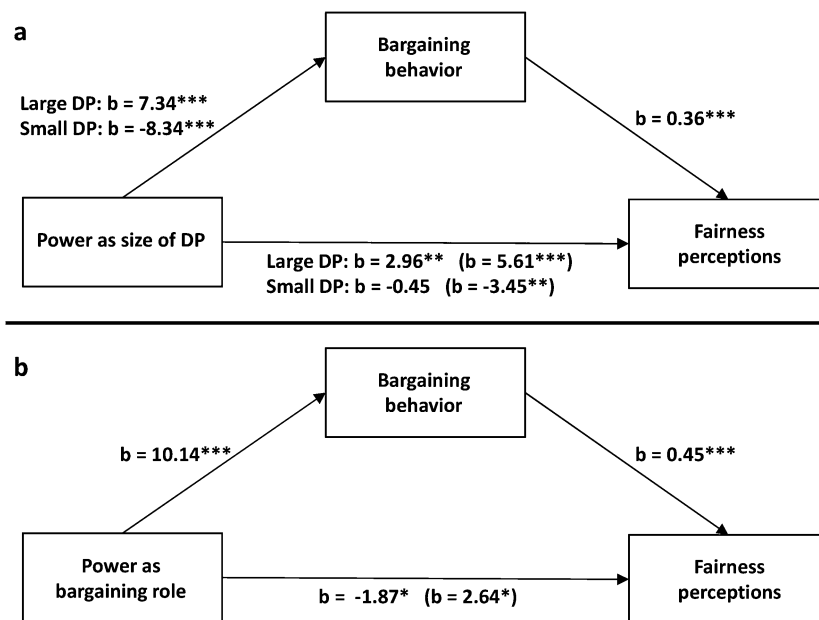 a
Bargaining
behavior
Large DP: b = 7.34***
Small DP: b = -8.34***
b = 0.36***
Power as size of DP
Fairness
perceptions
Large DP: b = 2.96** (b = 5.61***)
Small DP: b = -0.45 (b = -3.45**)
b
Bargaining
behavior
b = 10.14***
b = 0.45***
Power as
bargaining role
Fairness
perceptions
b = -1.87* (b = 2.64*)